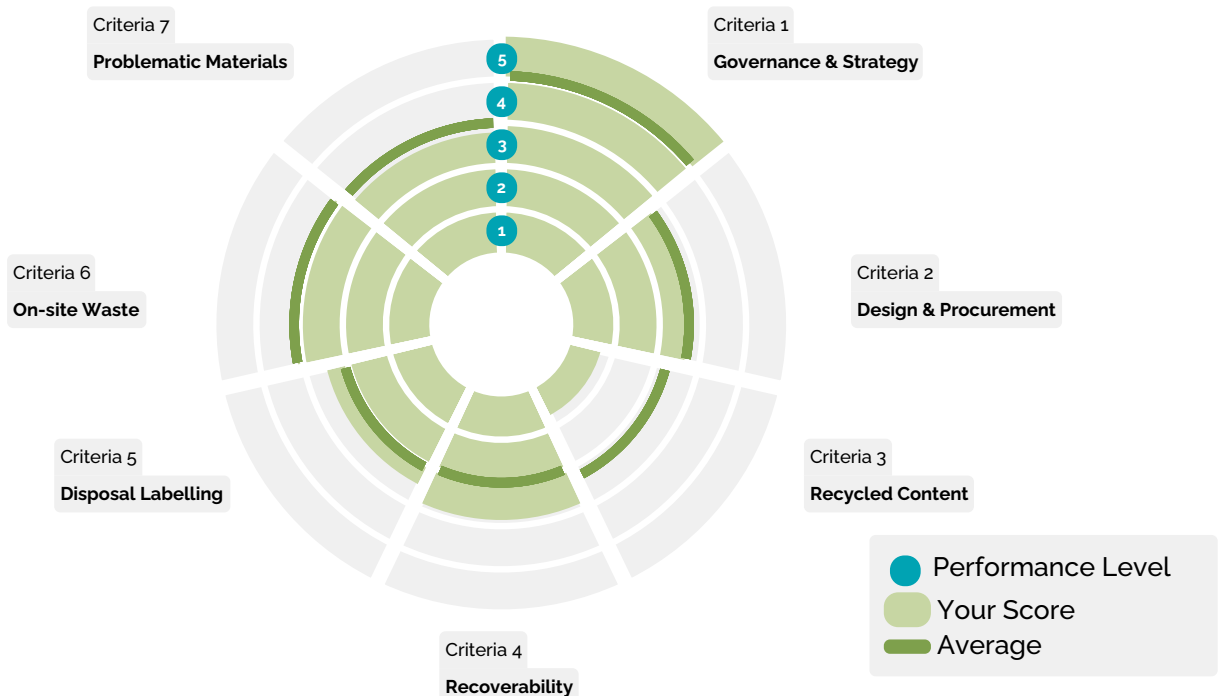 Criteria 7
Problematic Materials
Criteria 1
Governance & Strategy
5
4
3
2
1
Criteria 6
On-site Waste
Criteria 2
Design & Procurement
Criteria 5
Disposal Labelling
Criteria 3
Recycled Content
Criteria 4
Recoverability
Performance Level
Your Score
Average